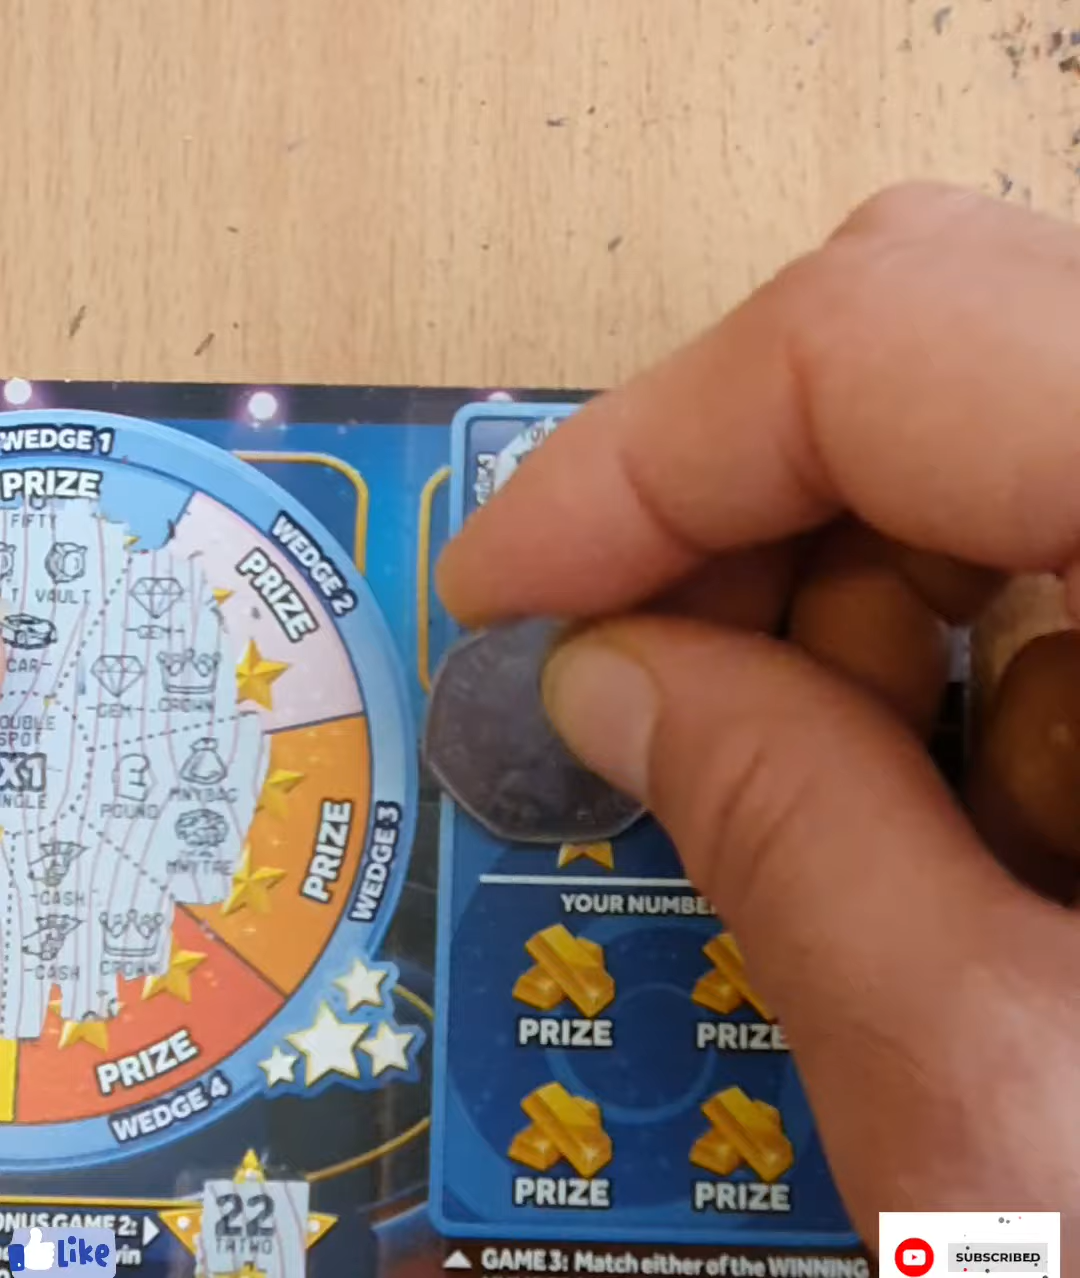 WEDGE 1
PRIZE
FIFTY
VAULT
GEM
CAR
GEM CROWN
DOUBLE
SPOT
X1
POUND MNYBAG
CASH
CASH CROWN
WEDGE 2
PRIZE
WEDGE 3
PRIZE
WEDGE 4
PRIZE
BONUS GAME 2:
win
22
YOUR NUMBE
PRIZE PRIZE
PRIZE PRIZE
GAME 3: Match either of the WINNING
Like
SUBSCRIBED